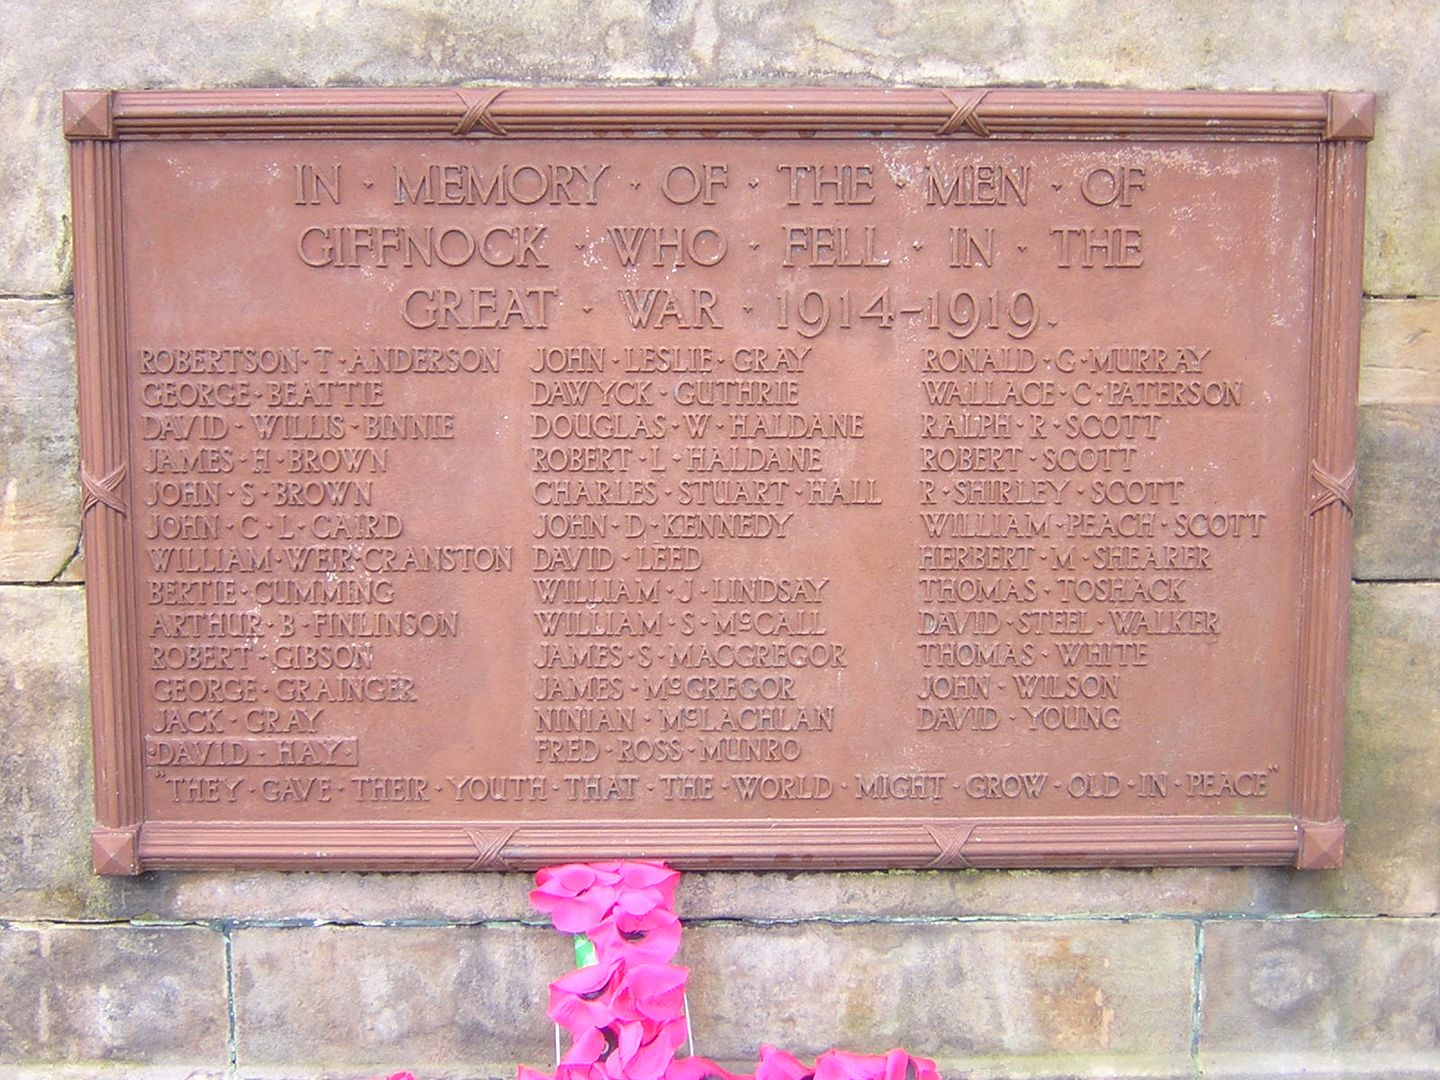 IN · MEMORY · OF · THE · MEN · OF
GIFFNOCK · WHO · FELL · IN · THE
GREAT · WAR · 1914-1919.
ROBERTSON · T · ANDERSON
GEORGE · BEATTIE
DAVID · WILLIS · BINNIE
JAMES · H · BROWN
JOHN · S · BROWN
JOHN · C · L · CAIRD
WILLIAM · WEIR · CRANSTON
BERTIE · CUMMING
ARTHUR · B · FINLINSON
ROBERT · GIBSON
GEORGE · GRAINGER
JACK · GRAY
· DAVID · HAY ·
JOHN · LESLIE · GRAY
DAWYCK · GUTHRIE
DOUGLAS · W · HALDANE
ROBERT · L · HALDANE
CHARLES · STUART · HALL
JOHN · D · KENNEDY
DAVID · LEED
WILLIAM · J · LINDSAY
WILLIAM · S · McCALL
JAMES · S · MACGREGOR
JAMES · McGREGOR
NINIAN · McLACHLAN
FRED · ROSS · MUNRO
RONALD · G · MURRAY
WALLACE · C · PATERSON
RALPH · R · SCOTT
ROBERT · SCOTT
R · SHIRLEY · SCOTT
WILLIAM · PEACH · SCOTT
HERBERT · M · SHEARER
THOMAS · TOSHACK
DAVID · STEEL · WALKER
THOMAS · WHITE
JOHN · WILSON
DAVID · YOUNG
"THEY · GAVE · THEIR · YOUTH · THAT · THE · WORLD · MIGHT · GROW · OLD · IN · PEACE"